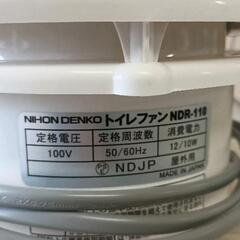 NIHON DENKO トイレファン NDR-110
定格電圧 定格周波数 消費電力
100V 50/60Hz 12/10W
NDJP 屋外用
MADE IN JAPAN